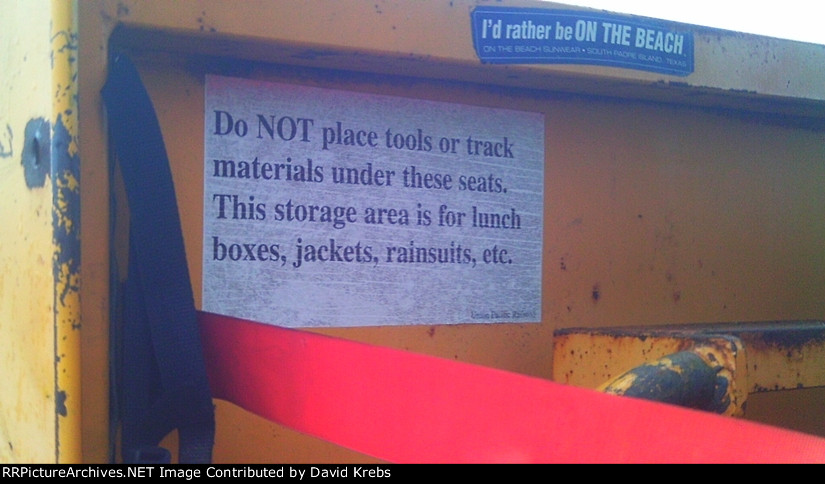 I'd rather be ON THE BEACH
ON THE BEACH SUNWEAR • SOUTH PADRE ISLAND, TEXAS
Do NOT place tools or track
materials under these seats.
This storage area is for lunch
boxes, jackets, rainsuits, etc.
Union Pacific Railroad
RRPictureArchives.NET Image Contributed by David Krebs